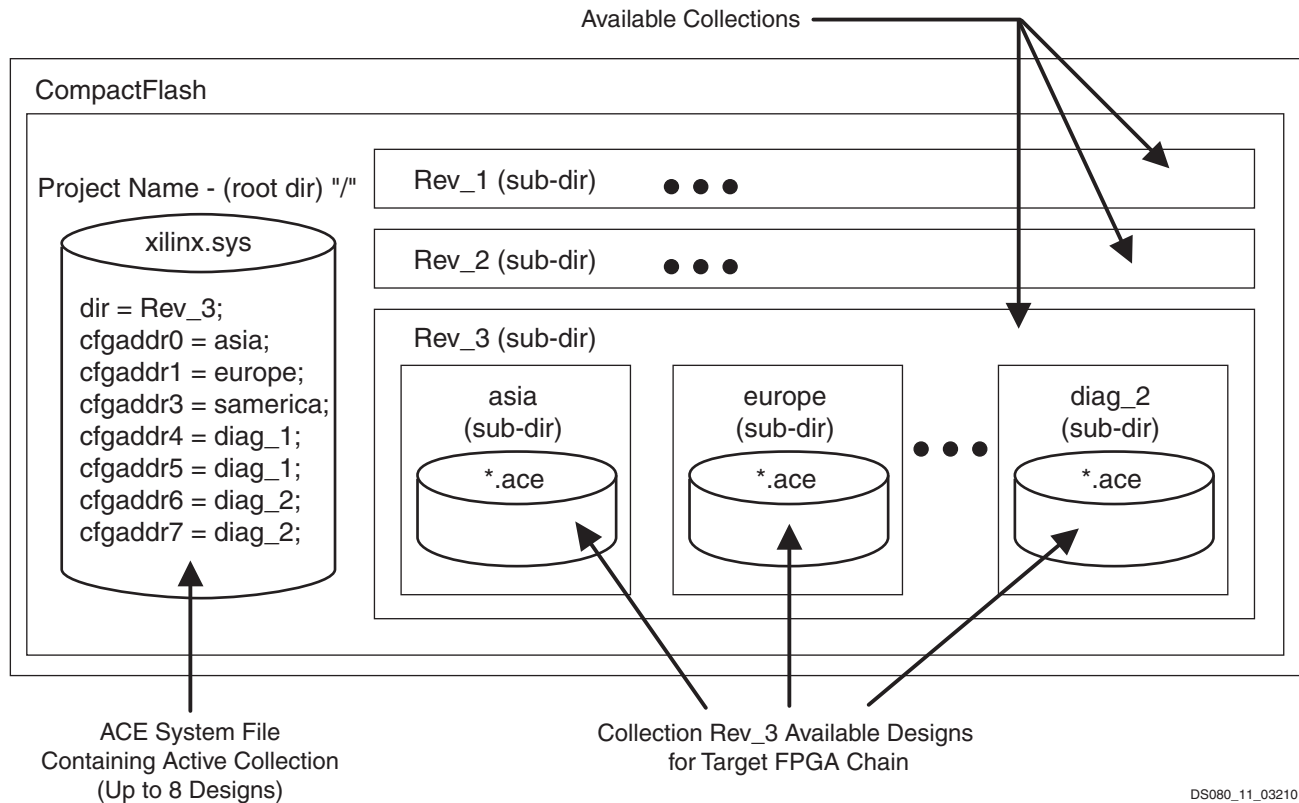 Available Collections
CompactFlash
Project Name - (root dir) "/"
xilinx.sys
dir = Rev_3;
cfgaddr0 = asia;
cfgaddr1 = europe;
cfgaddr3 = samerica;
cfgaddr4 = diag_1;
cfgaddr5 = diag_1;
cfgaddr6 = diag_2;
cfgaddr7 = diag_2;
Rev_1 (sub-dir)
Rev_2 (sub-dir)
Rev_3 (sub-dir)
asia
(sub-dir)
*.ace
europe
(sub-dir)
*.ace
diag_2
(sub-dir)
*.ace
ACE System File
Containing Active Collection
(Up to 8 Designs)
Collection Rev_3 Available Designs
for Target FPGA Chain
DS080_11_03210